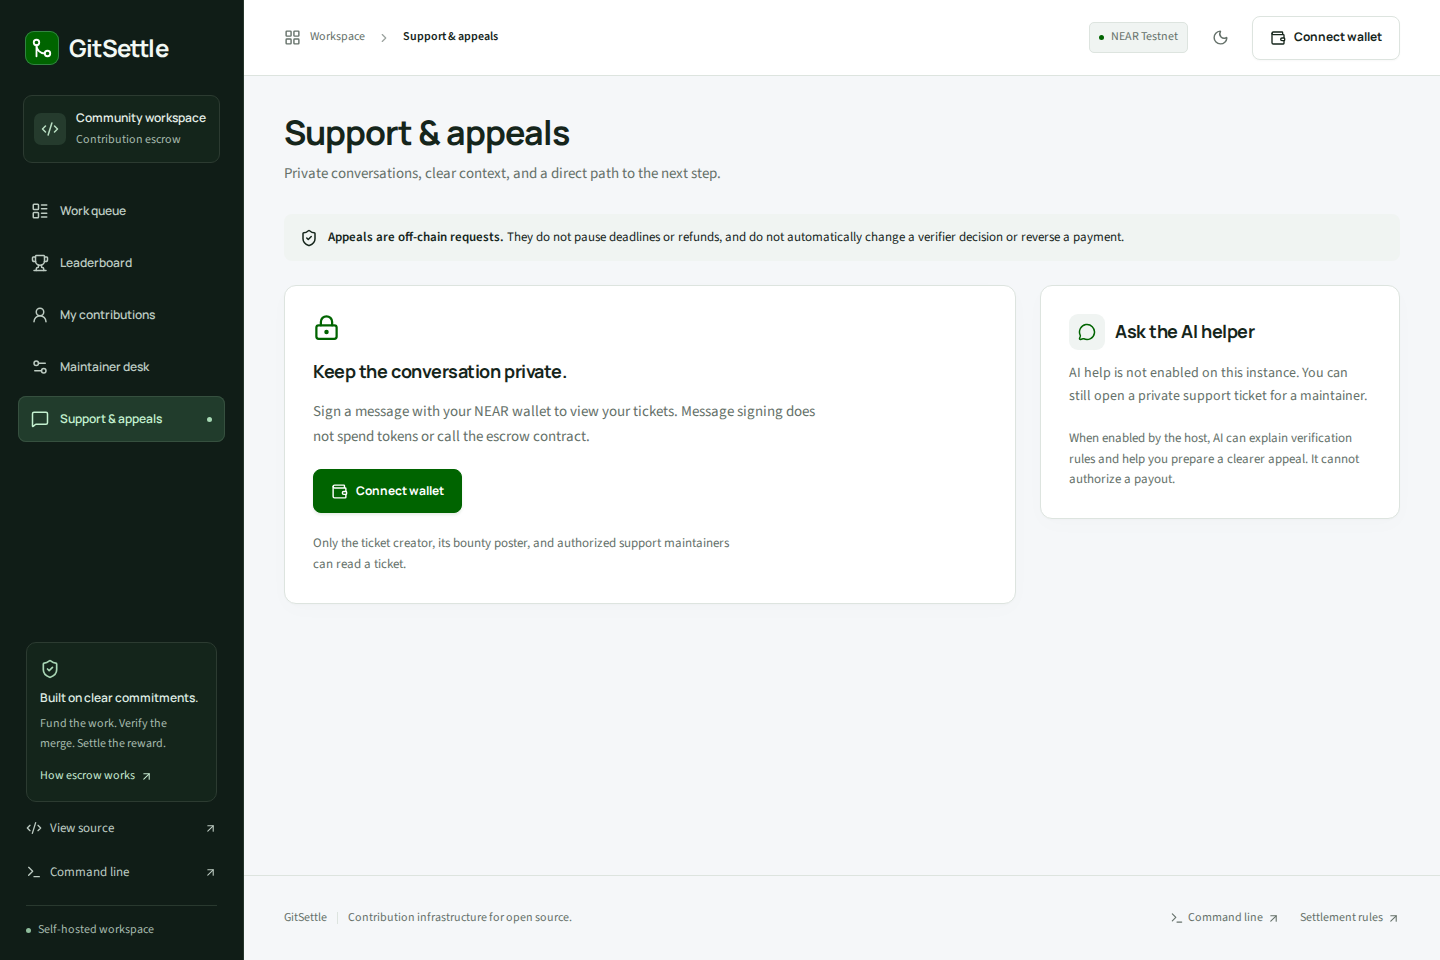 GitSettle
Community workspace
Contribution escrow
Work queue
Leaderboard
My contributions
Maintainer desk
Support & appeals
Built on clear commitments.
Fund the work. Verify the
merge. Settle the reward.
How escrow works
View source
Command line
Self-hosted workspace
Workspace
Support & appeals
NEAR Testnet
Connect wallet
Support & appeals
Private conversations, clear context, and a direct path to the next step.
Appeals are off-chain requests. They do not pause deadlines or refunds, and do not automatically change a verifier decision or reverse a payment.
Keep the conversation private.
Sign a message with your NEAR wallet to view your tickets. Message signing does
not spend tokens or call the escrow contract.
Connect wallet
Only the ticket creator, its bounty poster, and authorized support maintainers
can read a ticket.
Ask the AI helper
AI help is not enabled on this instance. You can
still open a private support ticket for a maintainer.
When enabled by the host, AI can explain verification
rules and help you prepare a clearer appeal. It cannot
authorize a payout.
GitSettle
Contribution infrastructure for open source.
Command line
Settlement rules